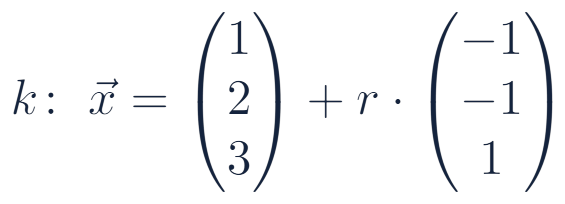 k: x⃗ = (1 2 3) + r · (−1 −1 1)